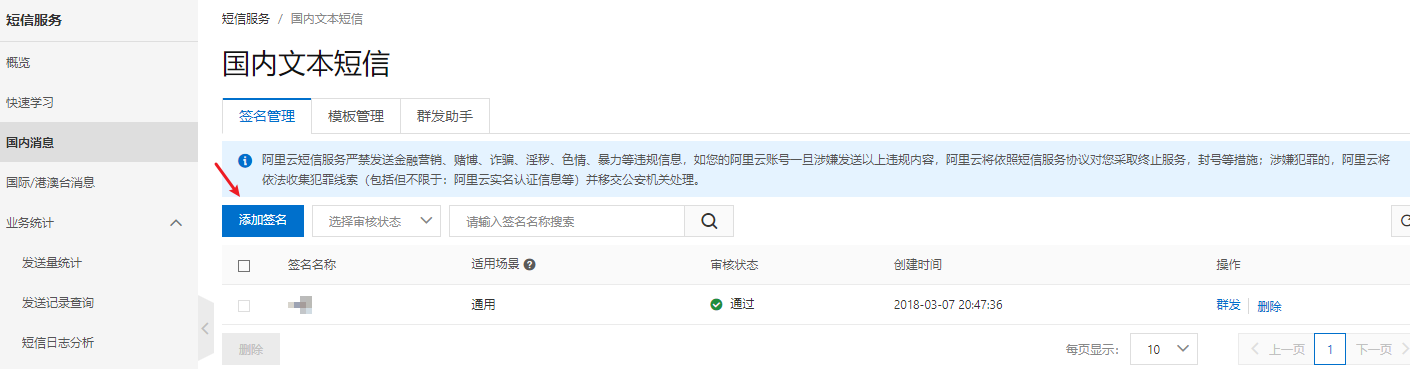 短信服务
概览
快速学习
国内消息
国际/港澳台消息
业务统计
发送量统计
发送记录查询
短信日志分析
短信服务 / 国内文本短信
国内文本短信
签名管理 模板管理 群发助手
阿里云短信服务严禁发送金融营销、赌博、诈骗、淫秽、色情、暴力等违规信息，如您的阿里云账号一旦涉嫌发送以上违规内容，阿里云将依照短信服务协议对您采取终止服务，封号等措施；涉嫌犯罪的，阿里云将
依法收集犯罪线索（包括但不限于：阿里云实名认证信息等）并移交公安机关处理。
添加签名 选择审核状态 请输入签名名称搜索
签名名称 适用场景 审核状态 创建时间 操作
通用 通过 2018-03-07 20:47:36 群发 删除
删除 每页显示： 10 上一页 1 下一页